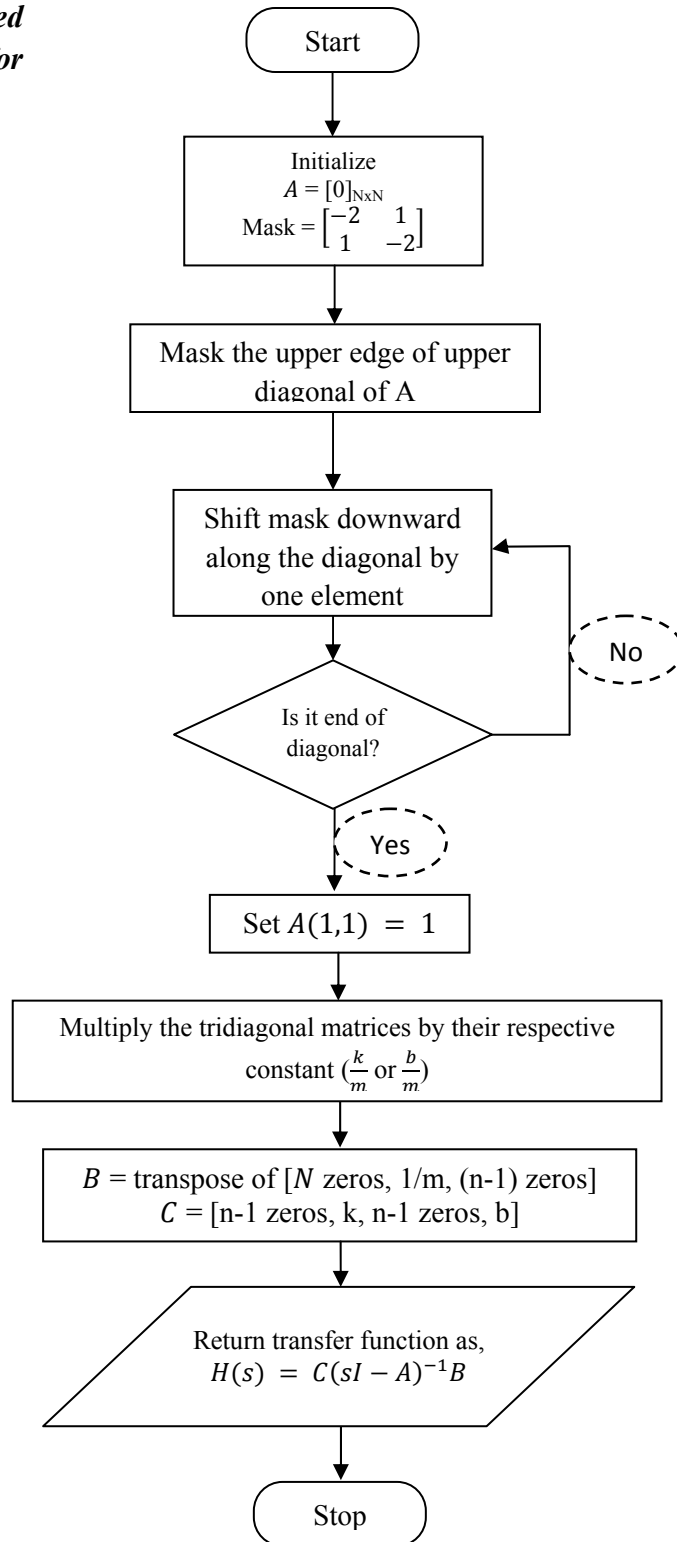 ed
for
Start
Initialize
A = [0]NxN
Mask = [−2 1
1 −2]
Mask the upper edge of upper
diagonal of A
Shift mask downward
along the diagonal by
one element
No
Is it end of
diagonal?
Yes
Set A(1,1) = 1
Multiply the tridiagonal matrices by their respective
constant (k/m or b/m)
B = transpose of [N zeros, 1/m, (n-1) zeros]
C = [n-1 zeros, k, n-1 zeros, b]
Return transfer function as,
H(s) = C(sI − A)⁻¹B
Stop